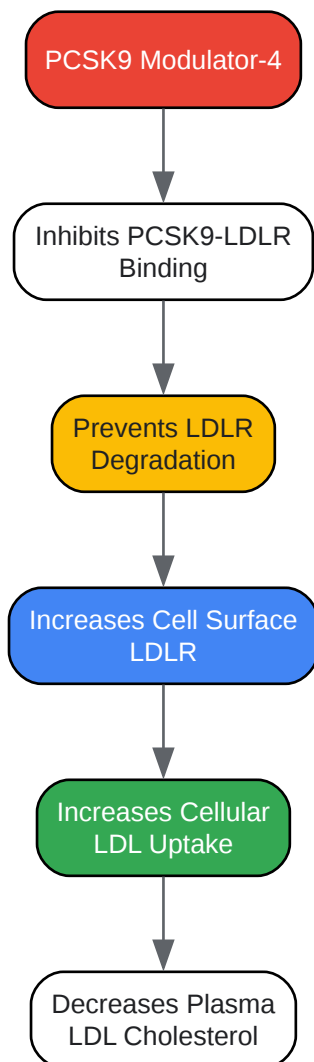 PCSK9 Modulator-4
Inhibits PCSK9-LDLR
Binding
Prevents LDLR
Degradation
Increases Cell Surface
LDLR
Increases Cellular
LDL Uptake
Decreases Plasma
LDL Cholesterol